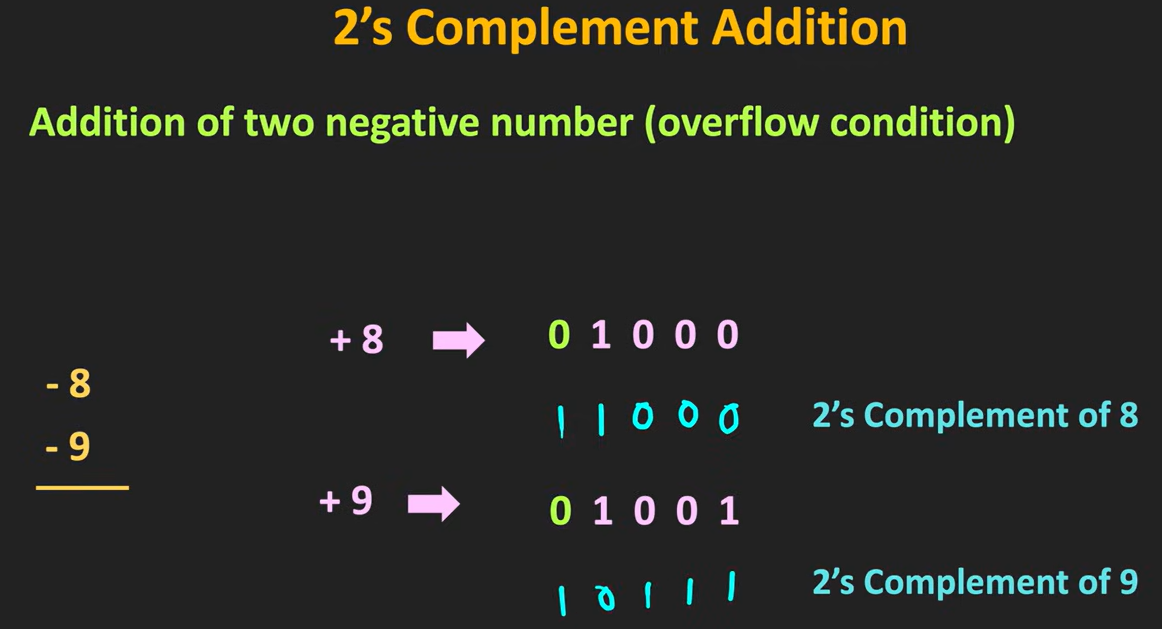 2's Complement Addition
Addition of two negative number (overflow condition)
+ 8 0 1 0 0 0
- 8
1 1 0 0 0 2's Complement of 8
- 9
+ 9 0 1 0 0 1
1 0 1 1 1 2's Complement of 9